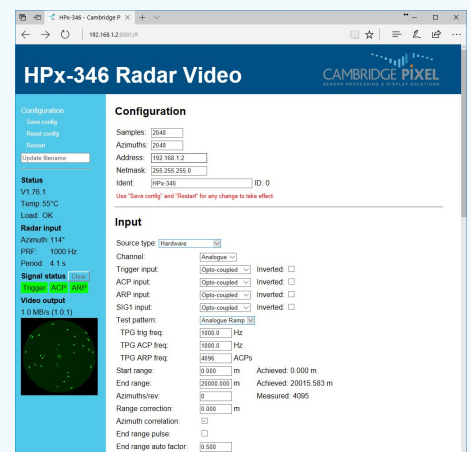 HPx-346 - Cambridge P
192.168.1.2:8081/#
HPx-346 Radar Video
CAMBRIDGE PIXEL
SENSOR PROCESSING & DISPLAY SOLUTIONS
Configuration
Save config
Reset config
Restart
Update filename
Status
V1.76.1
Temp: 55°C
Load: OK
Radar input
Azimuth: 114°
PRF: 1000 Hz
Period: 4.1 s
Signal status Clear
Trigger ACP ARP
Video output
1.0 MB/s (1.0.1)
Configuration
Samples: 2048
Azimuths: 2048
Address: 192.168.1.2
Netmask: 255.255.255.0
Ident: HPx-346 ID: 0
Use "Save config" and "Restart" for any change to take effect.
Input
Source type: Hardware
Channel: Analogue
Trigger input: Opto-coupled Inverted:
ACP input: Opto-coupled Inverted:
ARP input: Opto-coupled Inverted:
SIG1 input: Opto-coupled Inverted:
Test pattern: Analogue Ramp
TPG trig freq: 1000.0 Hz
TPG ACP freq: 1000.0 Hz
TPG ARP freq: 4096 ACPs
Start range: 0.000 m Achieved: 0.000 m
End range: 20000.000 m Achieved: 20015.583 m
Azimuths/rev: 0 Measured: 4095
Range correction: 0.000 m
Azimuth correlation:
End range pulse:
End range auto factor: 0.500